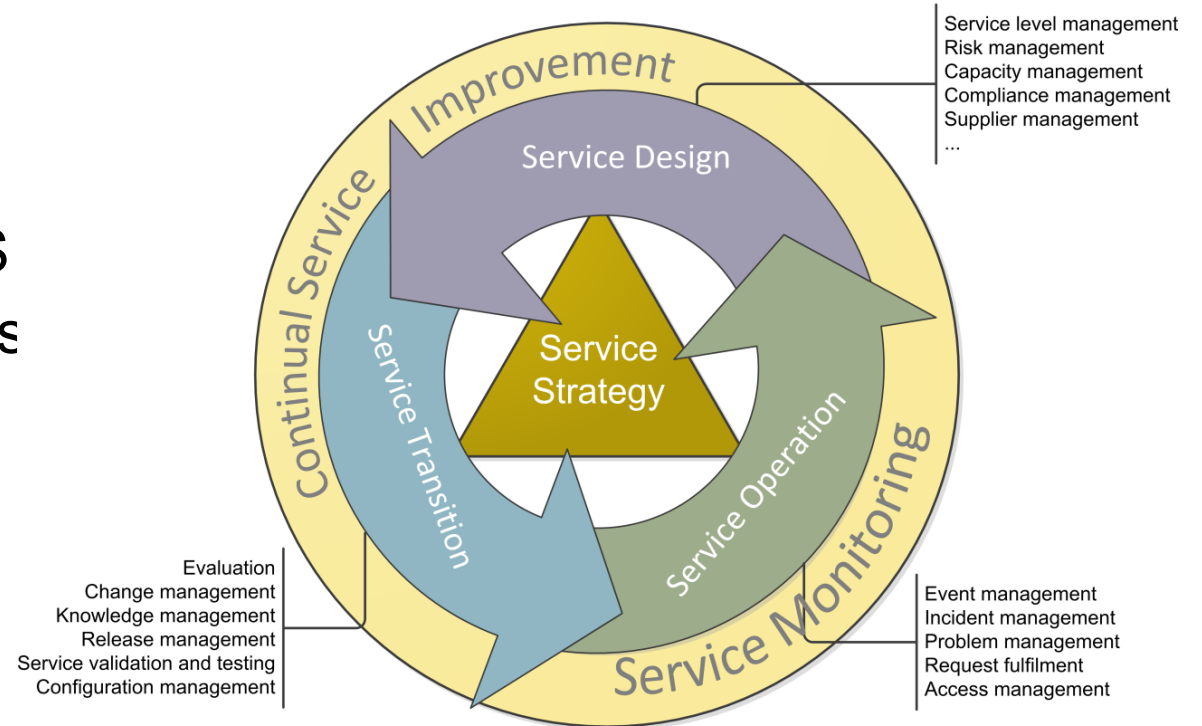 Service level management
Risk management
Capacity management
Compliance management
Supplier management
...
Continual Service Improvement
Service Design
s
s
Service
Strategy
Service Transition
Service Operation
Service Monitoring
Evaluation
Change management
Knowledge management
Release management
Service validation and testing
Configuration management
Event management
Incident management
Problem management
Request fulfilment
Access management